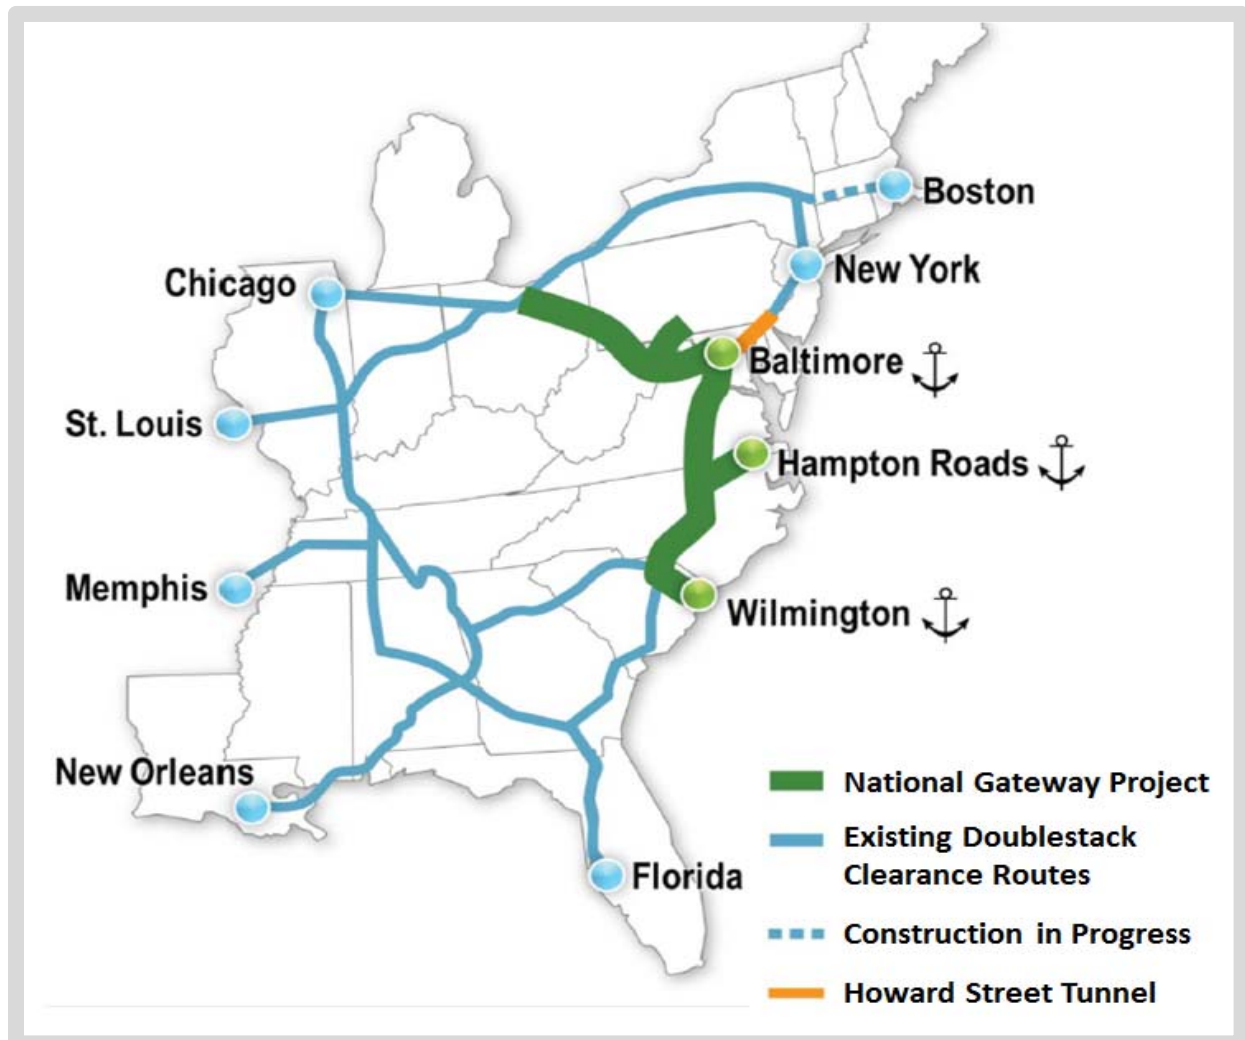 Boston
New York
Chicago
Baltimore
St. Louis
Hampton Roads
Memphis
Wilmington
New Orleans
Florida
National Gateway Project
Existing Doublestack
Clearance Routes
Construction in Progress
Howard Street Tunnel